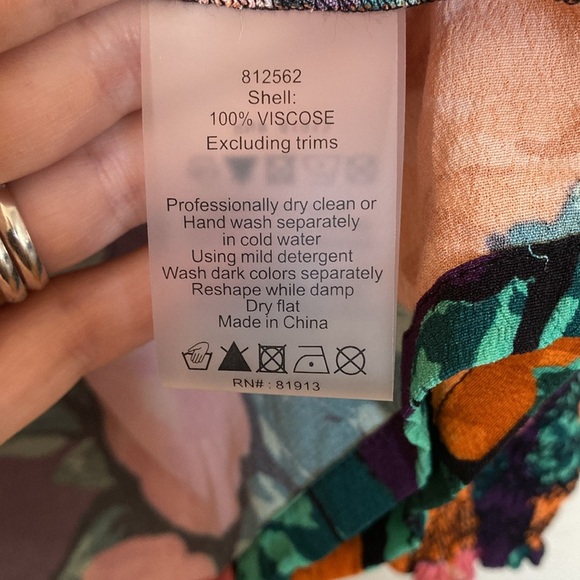 812562
Shell:
100% VISCOSE
Excluding trims
Professionally dry clean or
Hand wash separately
in cold water
Using mild detergent
Wash dark colors separately
Reshape while damp
Dry flat
Made in China
RN# : 81913